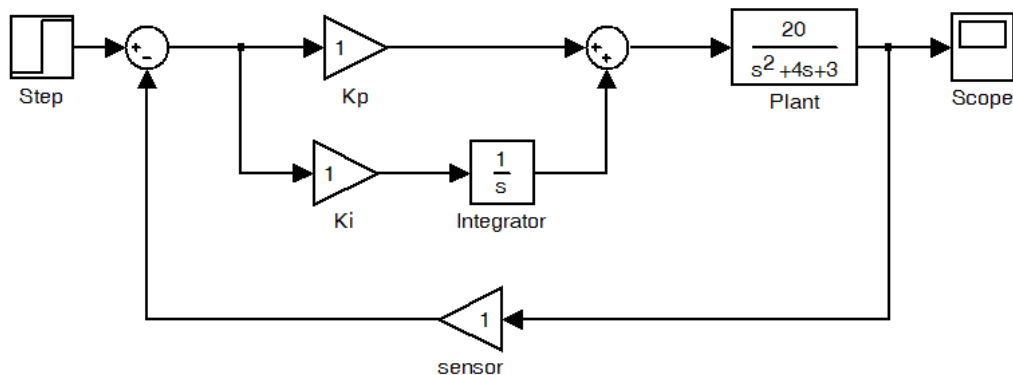 Step
+
-
1
Kp
+
+
20
s2+4s+3
Plant
Scope
1
Ki
1
s
Integrator
1
sensor